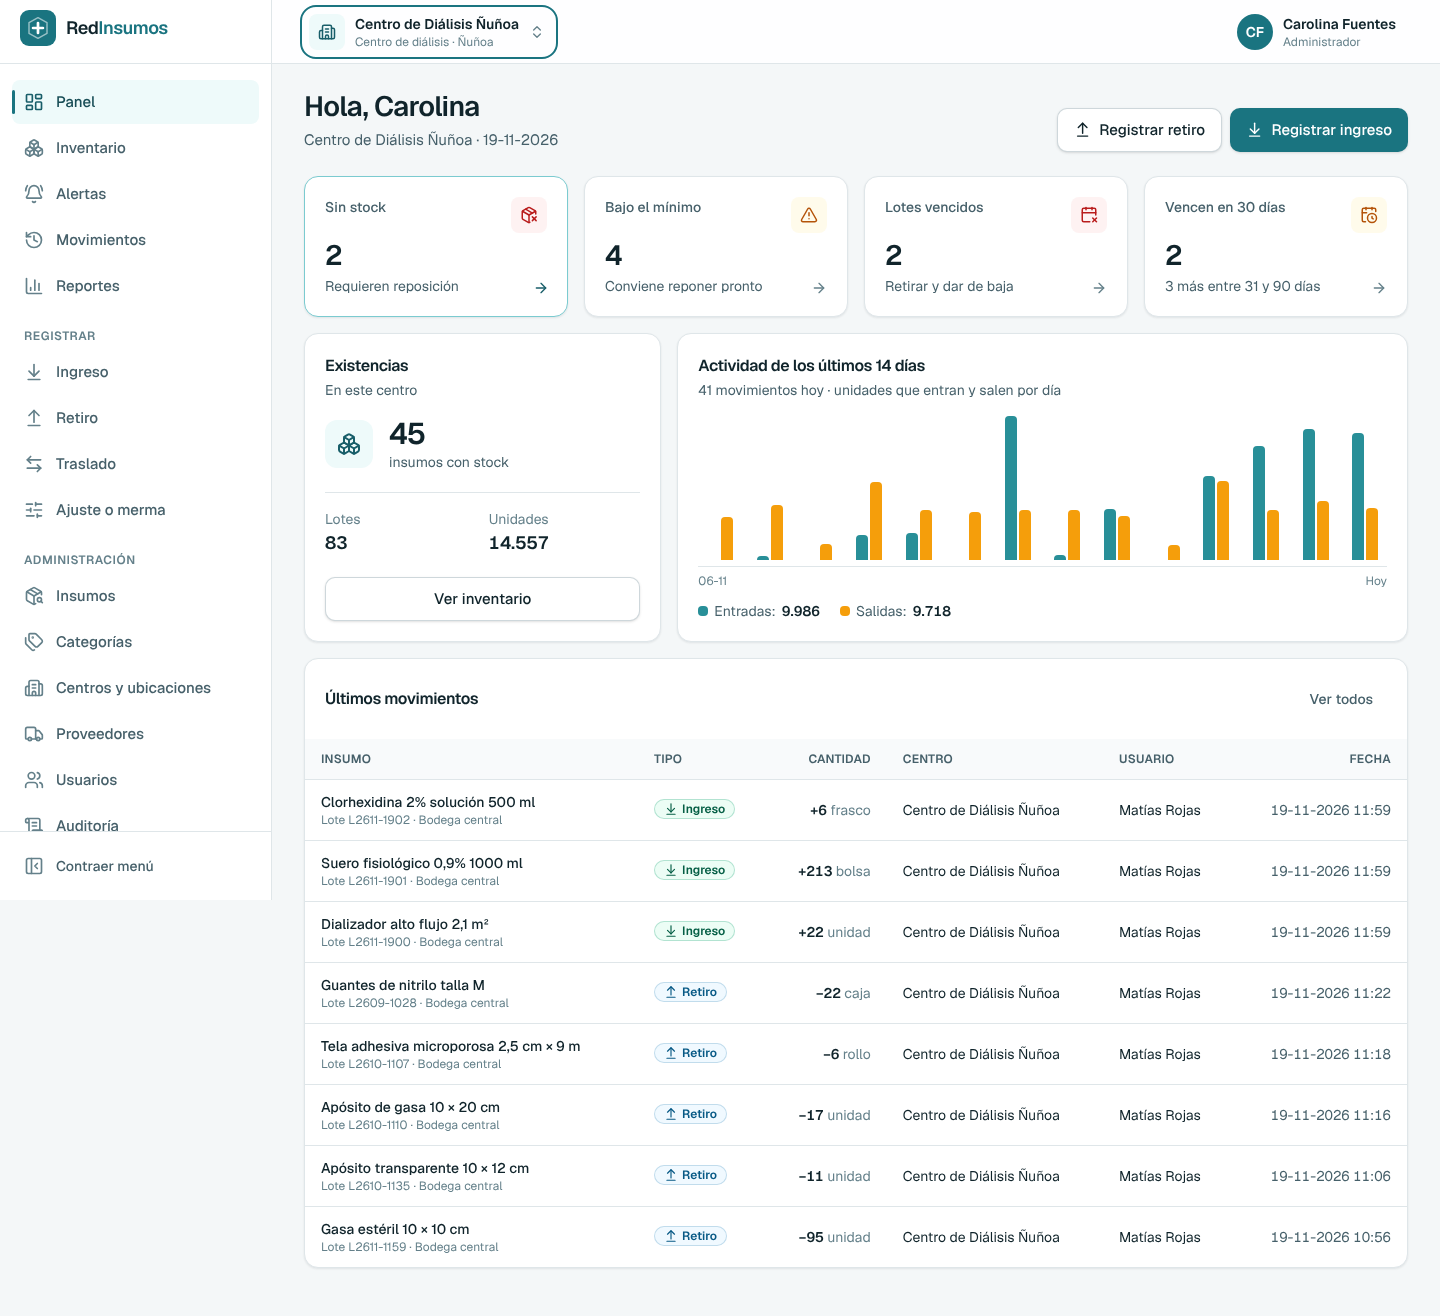 RedInsumos
Centro de Diálisis Ñuñoa
Centro de diálisis · Ñuñoa
CF
Carolina Fuentes
Administrador
Panel
Inventario
Alertas
Movimientos
Reportes
REGISTRAR
Ingreso
Retiro
Traslado
Ajuste o merma
ADMINISTRACIÓN
Insumos
Categorías
Centros y ubicaciones
Proveedores
Usuarios
Auditoría
Contraer menú
Hola, Carolina
Centro de Diálisis Ñuñoa · 19-11-2026
Registrar retiro
Registrar ingreso
Sin stock
2
Requieren reposición
Bajo el mínimo
4
Conviene reponer pronto
Lotes vencidos
2
Retirar y dar de baja
Vencen en 30 días
2
3 más entre 31 y 90 días
Existencias
En este centro
45
insumos con stock
Lotes
83
Unidades
14.557
Ver inventario
Actividad de los últimos 14 días
41 movimientos hoy · unidades que entran y salen por día
06-11
Hoy
Entradas: 9.986
Salidas: 9.718
Últimos movimientos
Ver todos
INSUMO TIPO CANTIDAD CENTRO USUARIO FECHA
Clorhexidina 2% solución 500 ml
Lote L2611-1902 · Bodega central
Ingreso +6 frasco Centro de Diálisis Ñuñoa Matías Rojas 19-11-2026 11:59
Suero fisiológico 0,9% 1000 ml
Lote L2611-1901 · Bodega central
Ingreso +213 bolsa Centro de Diálisis Ñuñoa Matías Rojas 19-11-2026 11:59
Dializador alto flujo 2,1 m²
Lote L2611-1900 · Bodega central
Ingreso +22 unidad Centro de Diálisis Ñuñoa Matías Rojas 19-11-2026 11:59
Guantes de nitrilo talla M
Lote L2609-1028 · Bodega central
Retiro −22 caja Centro de Diálisis Ñuñoa Matías Rojas 19-11-2026 11:22
Tela adhesiva microporosa 2,5 cm × 9 m
Lote L2610-1107 · Bodega central
Retiro −6 rollo Centro de Diálisis Ñuñoa Matías Rojas 19-11-2026 11:18
Apósito de gasa 10 × 20 cm
Lote L2610-1110 · Bodega central
Retiro −17 unidad Centro de Diálisis Ñuñoa Matías Rojas 19-11-2026 11:16
Apósito transparente 10 × 12 cm
Lote L2610-1135 · Bodega central
Retiro −11 unidad Centro de Diálisis Ñuñoa Matías Rojas 19-11-2026 11:06
Gasa estéril 10 × 10 cm
Lote L2611-1159 · Bodega central
Retiro −95 unidad Centro de Diálisis Ñuñoa Matías Rojas 19-11-2026 10:56